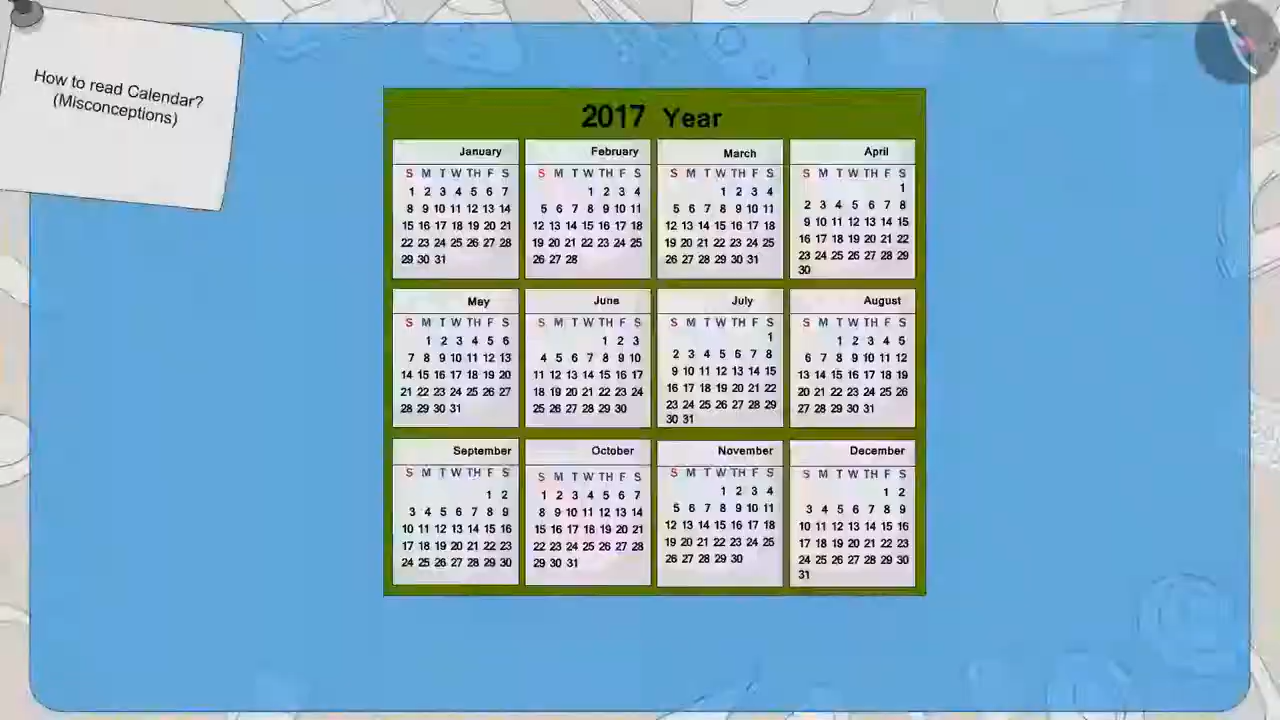 How to read Calendar?
(Misconceptions)
2017 Year
January
S M T W TH F S
1 2 3 4 5 6 7
8 9 10 11 12 13 14
15 16 17 18 19 20 21
22 23 24 25 26 27 28
29 30 31
February
S M T W TH F S
1 2 3 4
5 6 7 8 9 10 11
12 13 14 15 16 17 18
19 20 21 22 23 24 25
26 27 28
March
S M T W TH F S
1 2 3 4
5 6 7 8 9 10 11
12 13 14 15 16 17 18
19 20 21 22 23 24 25
26 27 28 29 30 31
April
S M T W TH F S
1
2 3 4 5 6 7 8
9 10 11 12 13 14 15
16 17 18 19 20 21 22
23 24 25 26 27 28 29
30
May
S M T W TH F S
1 2 3 4 5 6
7 8 9 10 11 12 13
14 15 16 17 18 19 20
21 22 23 24 25 26 27
28 29 30 31
June
S M T W TH F S
1 2 3
4 5 6 7 8 9 10
11 12 13 14 15 16 17
18 19 20 21 22 23 24
25 26 27 28 29 30
July
S M T W TH F S
1
2 3 4 5 6 7 8
9 10 11 12 13 14 15
16 17 18 19 20 21 22
23 24 25 26 27 28 29
30 31
August
S M T W TH F S
1 2 3 4 5
6 7 8 9 10 11 12
13 14 15 16 17 18 19
20 21 22 23 24 25 26
27 28 29 30 31
September
S M T W TH F S
1 2
3 4 5 6 7 8 9
10 11 12 13 14 15 16
17 18 19 20 21 22 23
24 25 26 27 28 29 30
October
S M T W TH F S
1 2 3 4 5 6 7
8 9 10 11 12 13 14
15 16 17 18 19 20 21
22 23 24 25 26 27 28
29 30 31
November
S M T W TH F S
1 2 3 4
5 6 7 8 9 10 11
12 13 14 15 16 17 18
19 20 21 22 23 24 25
26 27 28 29 30
December
S M T W TH F S
1 2
3 4 5 6 7 8 9
10 11 12 13 14 15 16
17 18 19 20 21 22 23
24 25 26 27 28 29 30
31